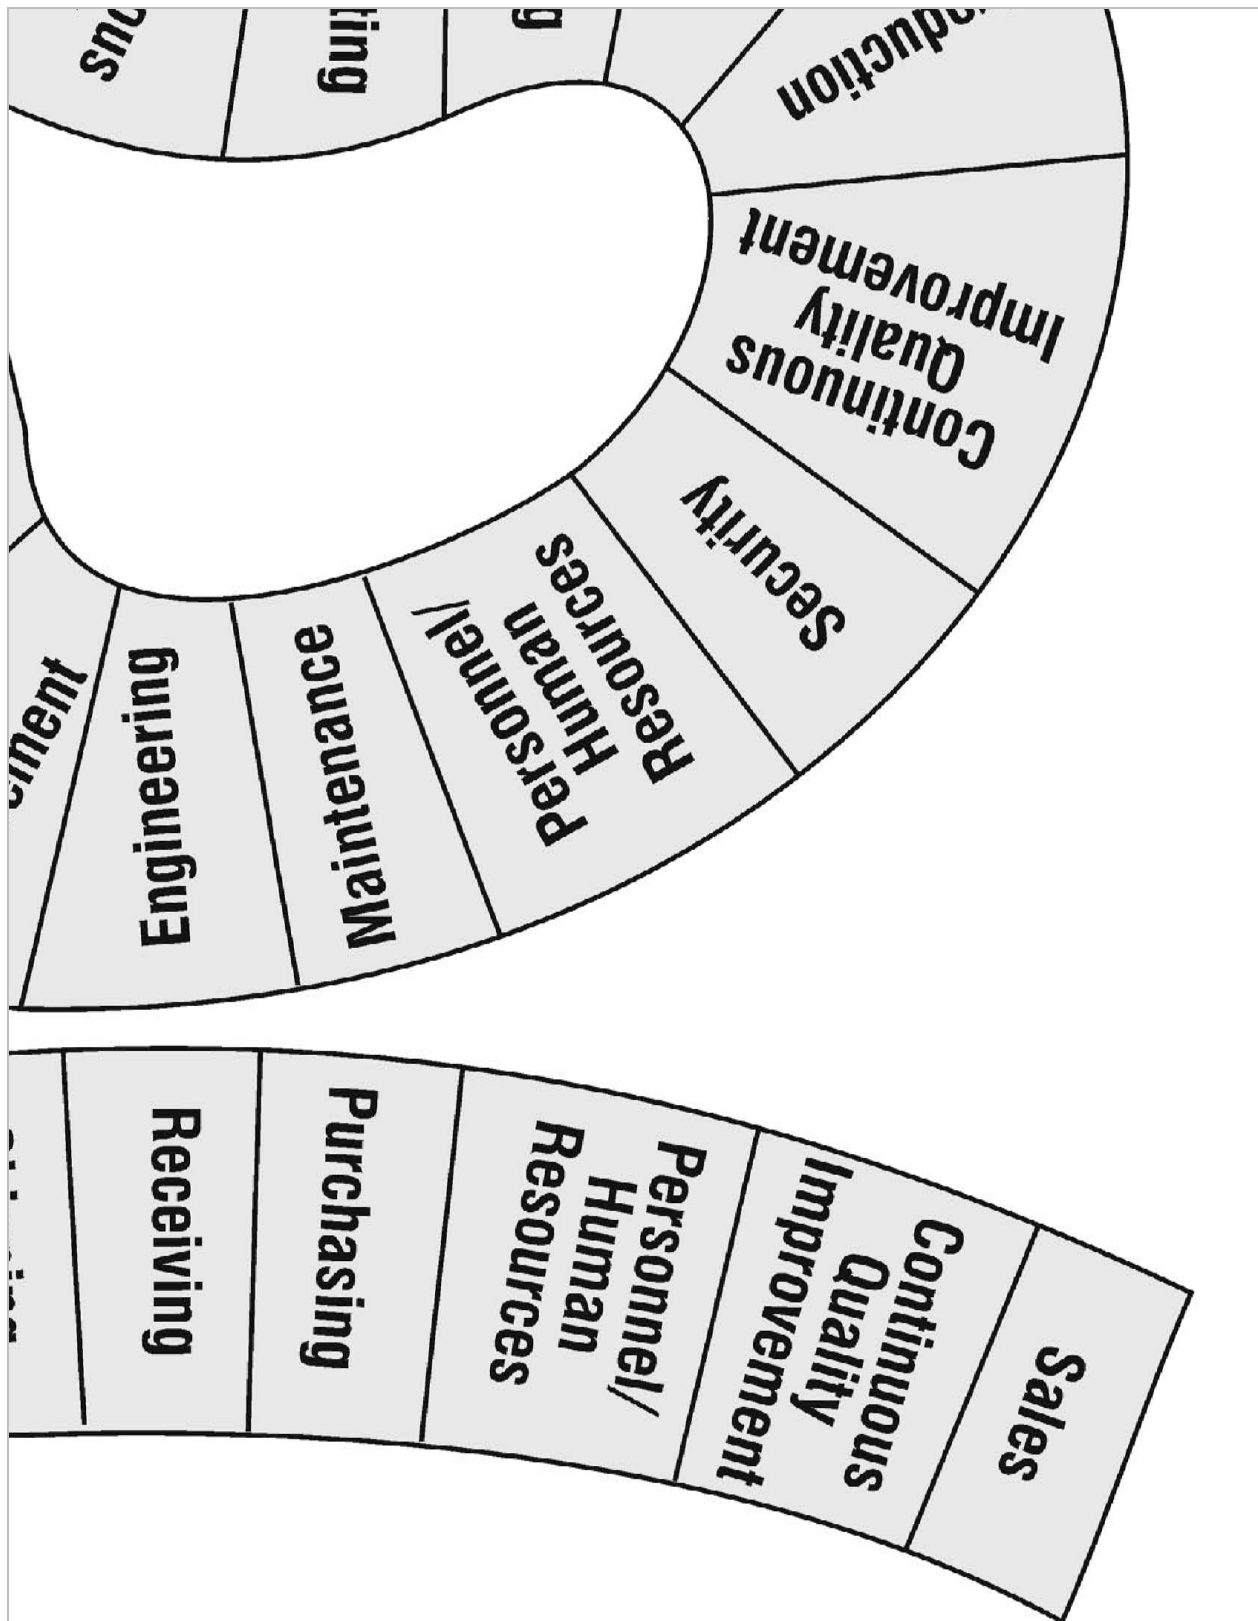 Continuous
Quality
Improvement
Security
Personnel/
Human
Resources
Maintenance
Engineering
Receiving
Purchasing
Personnel/
Human
Resources
Continuous
Quality
Improvement
Sales